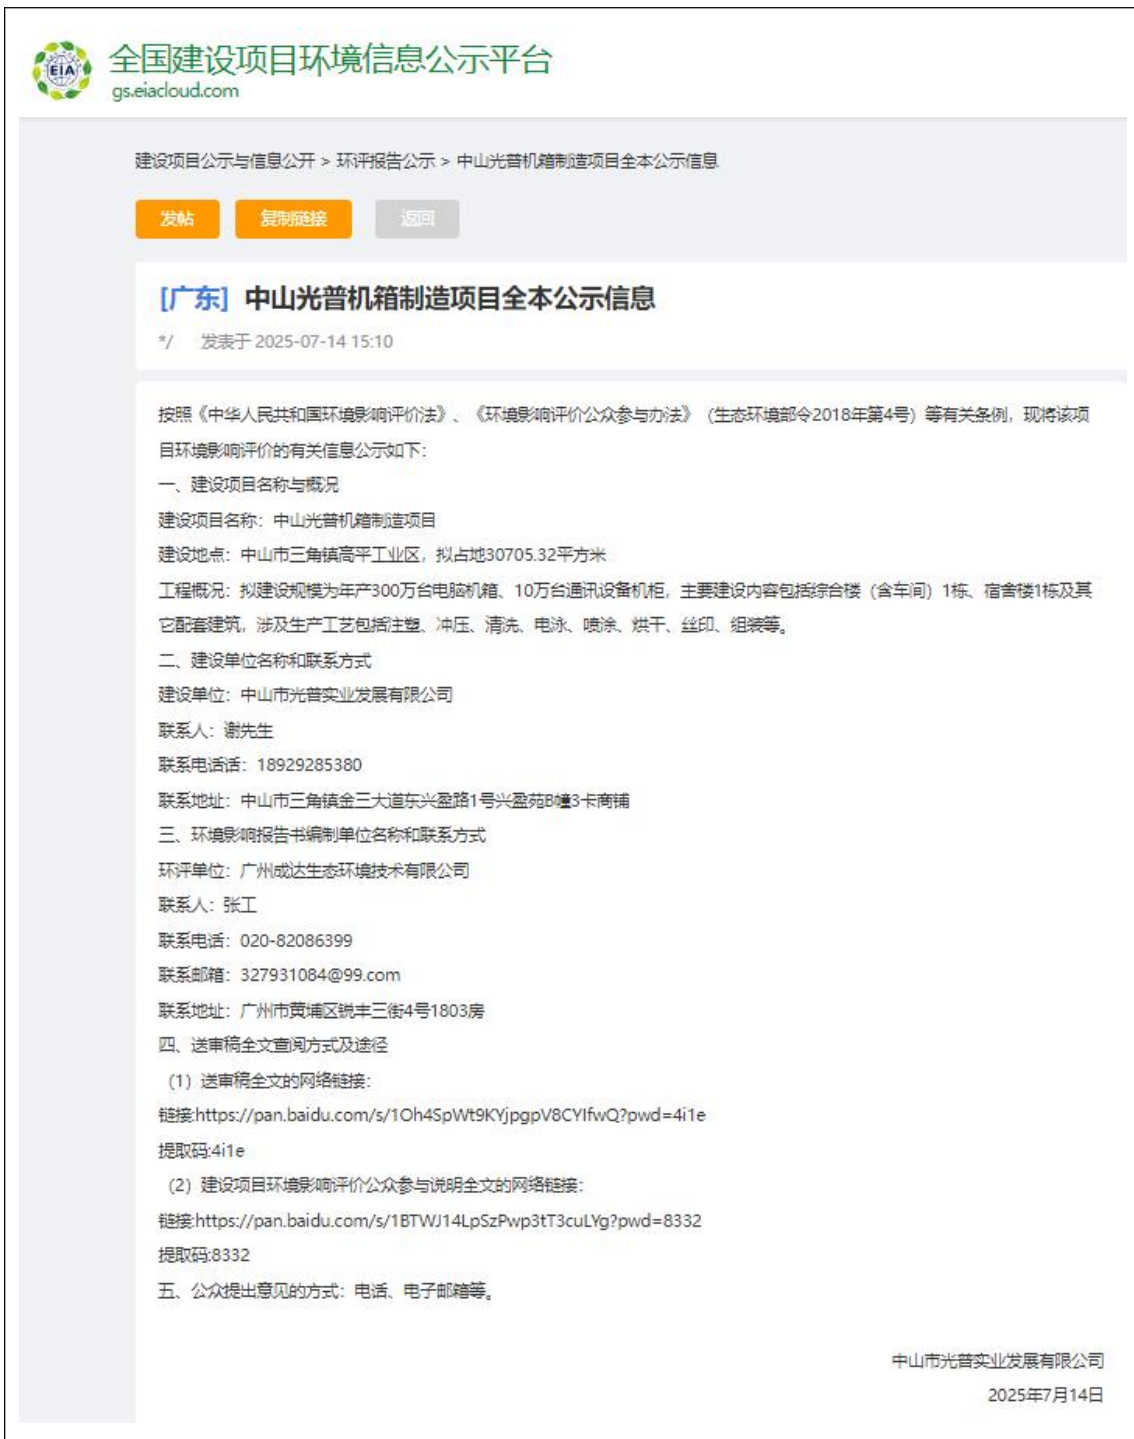 EIA
全国建设项目环境信息公示平台
gs.eiacloud.com
建设项目公示与信息公开 > 环评报告公示 > 中山光普机箱制造项目全本公示信息
发帖 复制链接 返回
[广东] 中山光普机箱制造项目全本公示信息
*/ 发表于 2025-07-14 15:10
按照《中华人民共和国环境影响评价法》、《环境影响评价公众参与办法》（生态环境部令2018年第4号）等有关条例，现将该项
目环境影响评价的有关信息公示如下：
一、建设项目名称与概况
建设项目名称：中山光普机箱制造项目
建设地点：中山市三角镇高平工业区，拟占地30705.32平方米
工程概况：拟建设规模为年产300万台电脑机箱、10万台通讯设备机柜，主要建设内容包括综合楼（含车间）1栋、宿舍楼1栋及其
它配套建筑，涉及生产工艺包括注塑、冲压、清洗、电泳、喷涂、烘干、丝印、组装等。
二、建设单位名称和联系方式
建设单位：中山市光普实业发展有限公司
联系人：谢先生
联系电话话：18929285380
联系地址：中山市三角镇金三大道东兴盈路1号兴盈苑B幢3卡商铺
三、环境影响报告书编制单位名称和联系方式
环评单位：广州成达生态环境技术有限公司
联系人：张工
联系电话：020-82086399
联系邮箱：327931084@99.com
联系地址：广州市黄埔区锐丰三街4号1803房
四、送审稿全文查阅方式及途径
（1）送审稿全文的网络链接：
链接:https://pan.baidu.com/s/1Oh4SpWt9KYjpgpV8CYIfwQ?pwd=4i1e
提取码:4i1e
（2）建设项目环境影响评价公众参与说明全文的网络链接：
链接:https://pan.baidu.com/s/1BTWJ14LpSzPwp3tT3cuLYg?pwd=8332
提取码:8332
五、公众提出意见的方式：电话、电子邮箱等。
中山市光普实业发展有限公司
2025年7月14日